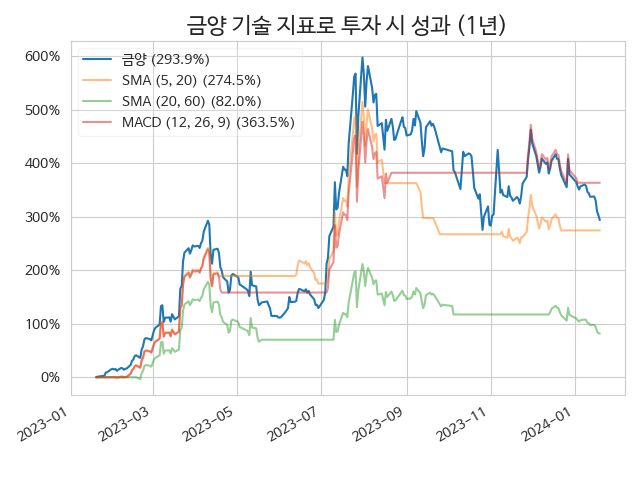 금양 기술 지표로 투자 시 성과 (1년)
600%
500%
400%
300%
200%
100%
0%
금양 (293.9%)
SMA (5, 20) (274.5%)
SMA (20, 60) (82.0%)
MACD (12, 26, 9) (363.5%)
2023-01
2023-03
2023-05
2023-07
2023-09
2023-11
2024-01